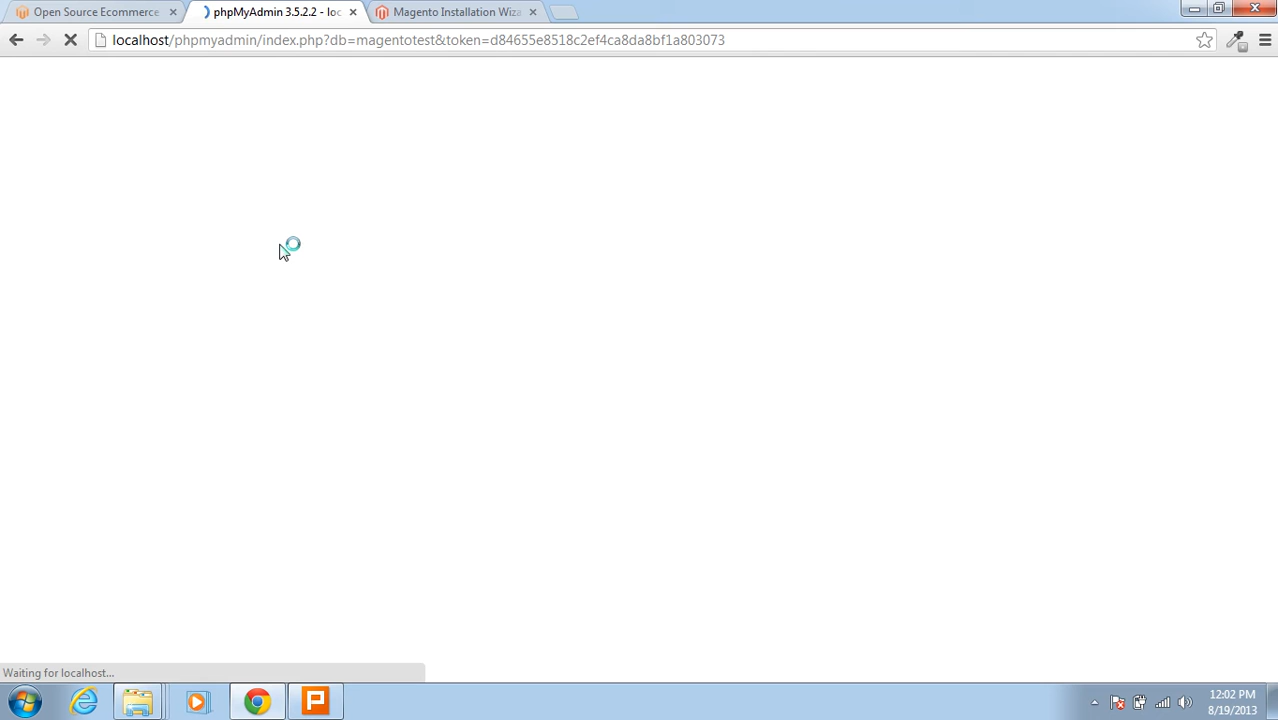 Open Source Ecommerce
phpMyAdmin 3.5.2.2 - loc
Magento Installation Wiza
localhost/phpmyadmin/index.php?db=magentotest&token=d84655e8518c2ef4ca8da8bf1a803073
Waiting for localhost...
12:02 PM
8/19/2013